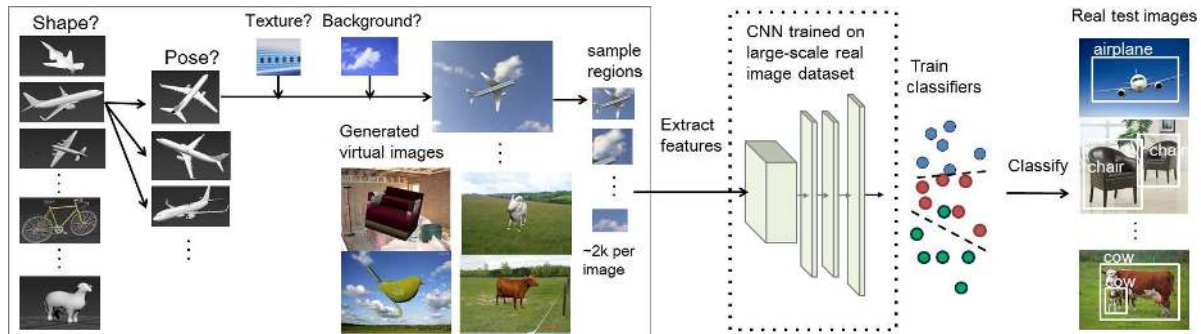 Shape?
Pose?
Texture?
Background?
sample
regions
Generated
virtual images
~2k per
image
Extract
features
CNN trained on
large-scale real
image dataset
Train
classifiers
Classify
Real test images
airplane
chair
chair
cow
cow